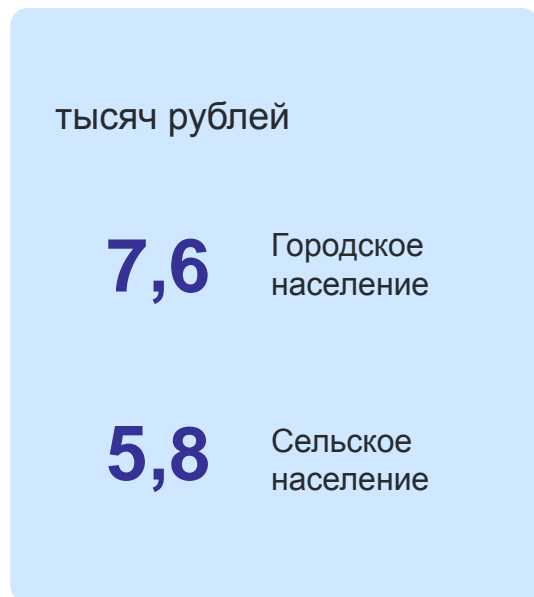 тысяч рублей
7,6
Городское
население
5,8
Сельское
население